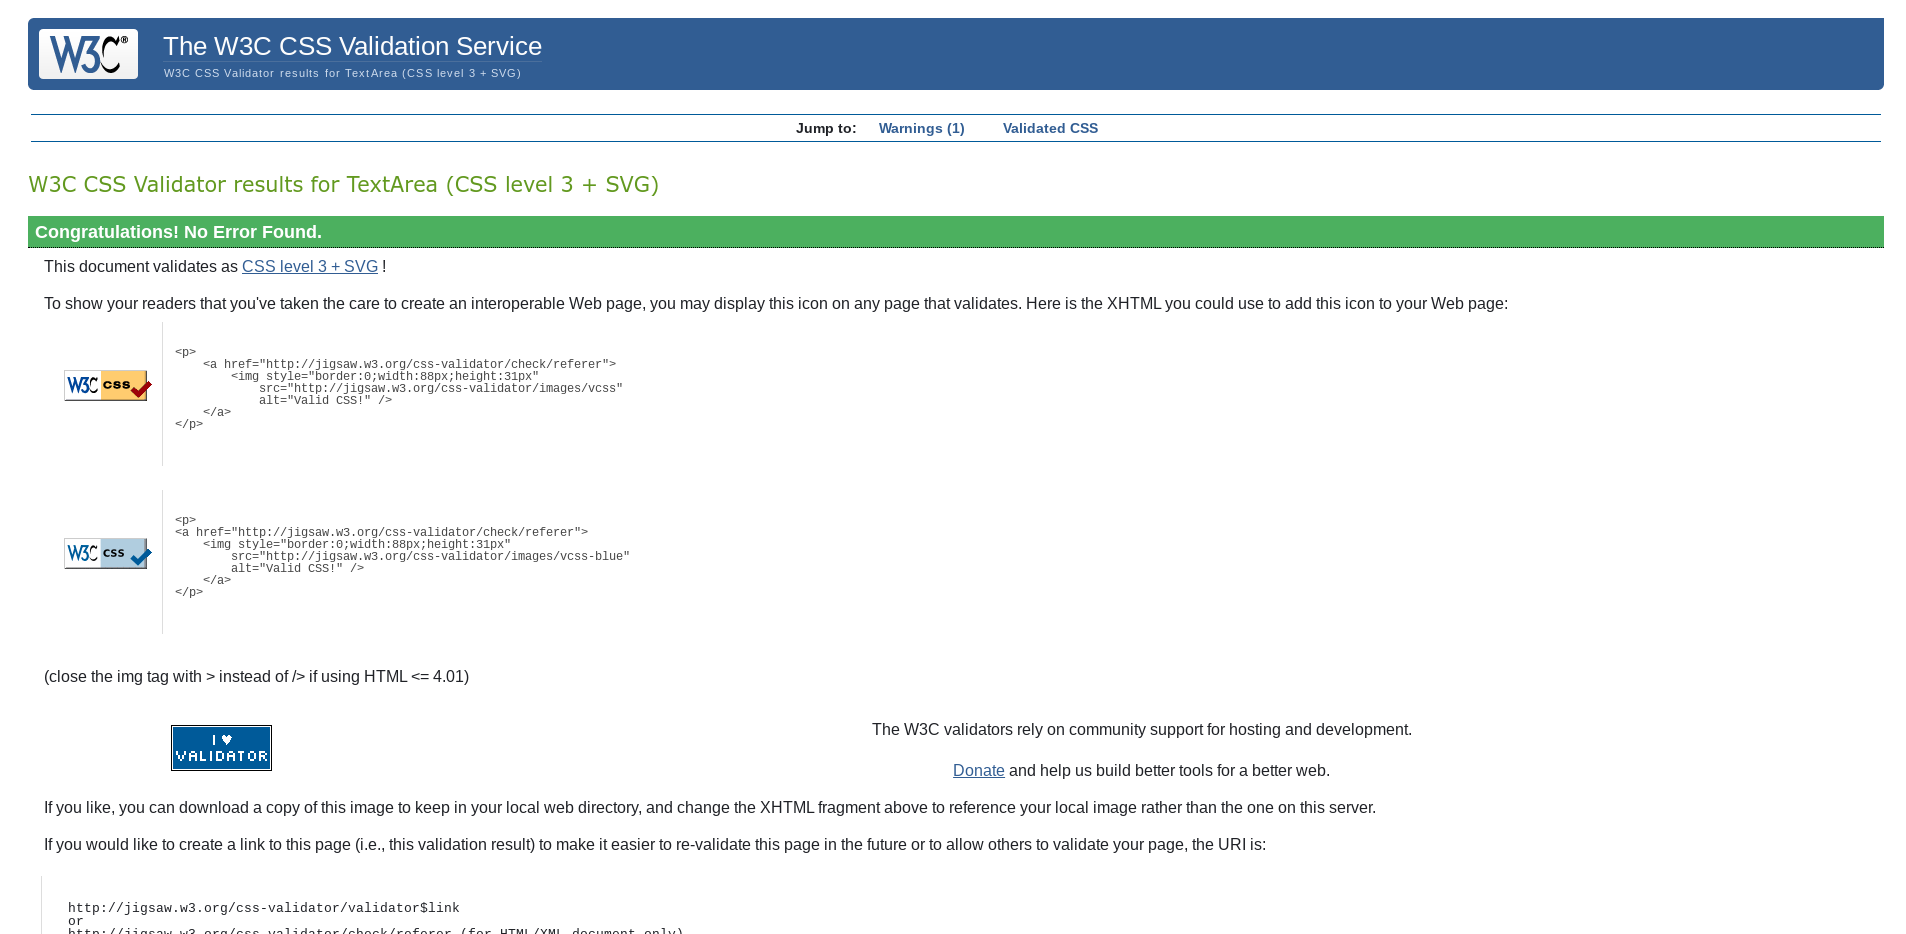 W3C®
The W3C CSS Validation Service
W3C CSS Validator results for TextArea (CSS level 3 + SVG)
Jump to: Warnings (1) Validated CSS
W3C CSS Validator results for TextArea (CSS level 3 + SVG)
Congratulations! No Error Found.
This document validates as CSS level 3 + SVG !
To show your readers that you've taken the care to create an interoperable Web page, you may display this icon on any page that validates. Here is the XHTML you could use to add this icon to your Web page:
W3C css
<p>
    <a href="http://jigsaw.w3.org/css-validator/check/referer">
        <img style="border:0;width:88px;height:31px"
            src="http://jigsaw.w3.org/css-validator/images/vcss"
            alt="Valid CSS!" />
    </a>
</p>
W3C css
<p>
<a href="http://jigsaw.w3.org/css-validator/check/referer">
    <img style="border:0;width:88px;height:31px"
        src="http://jigsaw.w3.org/css-validator/images/vcss-blue"
        alt="Valid CSS!" />
    </a>
</p>
(close the img tag with > instead of /> if using HTML <= 4.01)
I ♥
VALIDATOR
The W3C validators rely on community support for hosting and development.
Donate and help us build better tools for a better web.
If you like, you can download a copy of this image to keep in your local web directory, and change the XHTML fragment above to reference your local image rather than the one on this server.
If you would like to create a link to this page (i.e., this validation result) to make it easier to re-validate this page in the future or to allow others to validate your page, the URI is:
http://jigsaw.w3.org/css-validator/validator$link
or
http://jigsaw.w3.org/css-validator/check/referer (for HTML/XML document only)